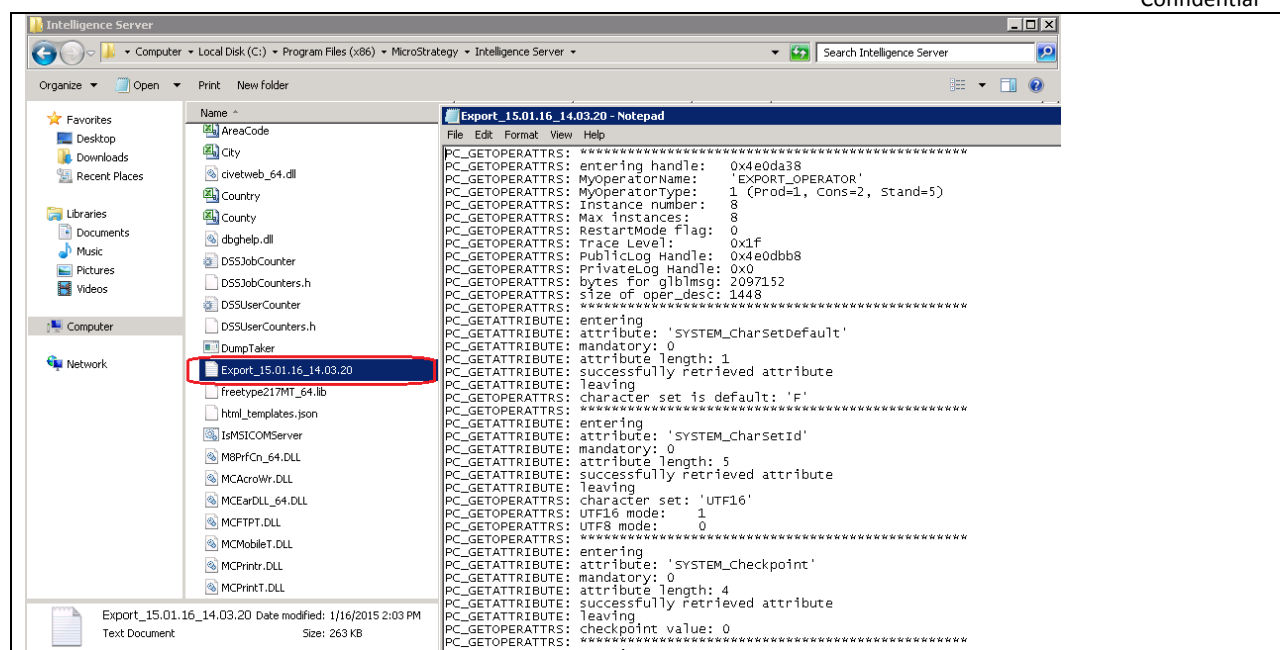 Confidential
Intelligence Server
Computer Local Disk (C:) Program Files (x86) MicroStrategy Intelligence Server
Search Intelligence Server
Organize Open Print New folder
Favorites
Desktop
Downloads
Recent Places
Libraries
Documents
Music
Pictures
Videos
Computer
Network
Name
AreaCode
City
civetweb_64.dll
Country
County
dbghelp.dll
DSSJobCounter
DSSJobCounters.h
DSSUserCounter
DSSUserCounters.h
DumpTaker
Export_15.01.16_14.03.20
freetype217MT_64.lib
html_templates.json
IsMSICOMServer
M8PrfCn_64.DLL
MCAcroWr.DLL
MCEarDLL_64.DLL
MCFTPT.DLL
MCMobileT.DLL
MCPrintr.DLL
MCPrintT.DLL
Export_15.01.16_14.03.20 - Notepad
File Edit Format View Help
PC_GETOPERATTRS: *************************************************
PC_GETOPERATTRS: entering handle: 0x4e0da38
PC_GETOPERATTRS: MyOperatorName: 'EXPORT_OPERATOR'
PC_GETOPERATTRS: MyOperatorType: 1 (Prod=1, Cons=2, Stand=5)
PC_GETOPERATTRS: Instance number: 8
PC_GETOPERATTRS: Max instances: 8
PC_GETOPERATTRS: RestartMode flag: 0
PC_GETOPERATTRS: Trace Level: 0x1f
PC_GETOPERATTRS: PublicLog Handle: 0x4e0dbb8
PC_GETOPERATTRS: PrivateLog Handle: 0x0
PC_GETOPERATTRS: bytes for glblmsg: 2097152
PC_GETOPERATTRS: size of oper_desc: 1448
PC_GETOPERATTRS: *************************************************
PC_GETATTRIBUTE: entering
PC_GETATTRIBUTE: attribute: 'SYSTEM_CharSetDefault'
PC_GETATTRIBUTE: mandatory: 0
PC_GETATTRIBUTE: attribute length: 1
PC_GETATTRIBUTE: successfully retrieved attribute
PC_GETATTRIBUTE: leaving
PC_GETOPERATTRS: character set is default: 'F'
PC_GETOPERATTRS: *************************************************
PC_GETATTRIBUTE: entering
PC_GETATTRIBUTE: attribute: 'SYSTEM_CharSetId'
PC_GETATTRIBUTE: mandatory: 0
PC_GETATTRIBUTE: attribute length: 5
PC_GETATTRIBUTE: successfully retrieved attribute
PC_GETATTRIBUTE: leaving
PC_GETOPERATTRS: character set: 'UTF16'
PC_GETOPERATTRS: UTF16 mode: 1
PC_GETOPERATTRS: UTF8 mode: 0
PC_GETOPERATTRS: *************************************************
PC_GETATTRIBUTE: entering
PC_GETATTRIBUTE: attribute: 'SYSTEM_Checkpoint'
PC_GETATTRIBUTE: mandatory: 0
PC_GETATTRIBUTE: attribute length: 4
PC_GETATTRIBUTE: successfully retrieved attribute
PC_GETATTRIBUTE: leaving
PC_GETOPERATTRS: checkpoint value: 0
PC_GETOPERATTRS: *************************************************
Export_15.01.16_14.03.20 Date modified: 1/16/2015 2:03 PM
Text Document Size: 263 KB